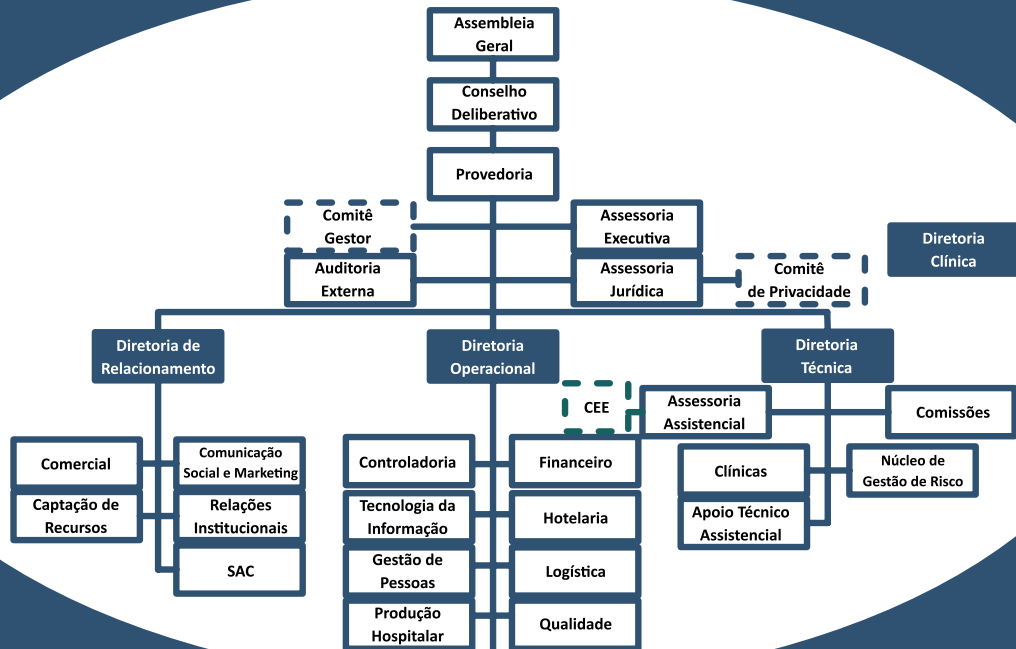 Assembleia
Geral
Conselho
Deliberativo
Provedoria
Comitê
Gestor
Assessoria
Executiva
Diretoria
Clínica
Auditoria
Externa
Assessoria
Jurídica
Comitê
de Privacidade
Diretoria de
Relacionamento
Diretoria
Operacional
Diretoria
Técnica
CEE
Assessoria
Assistencial
Comissões
Comercial
Comunicação
Social e Marketing
Controladoria
Financeiro
Clínicas
Núcleo de
Gestão de Risco
Captação de
Recursos
Relações
Institucionais
Tecnologia da
Informação
Hotelaria
Apoio Técnico
Assistencial
SAC
Gestão de
Pessoas
Logística
Produção
Hospitalar
Qualidade